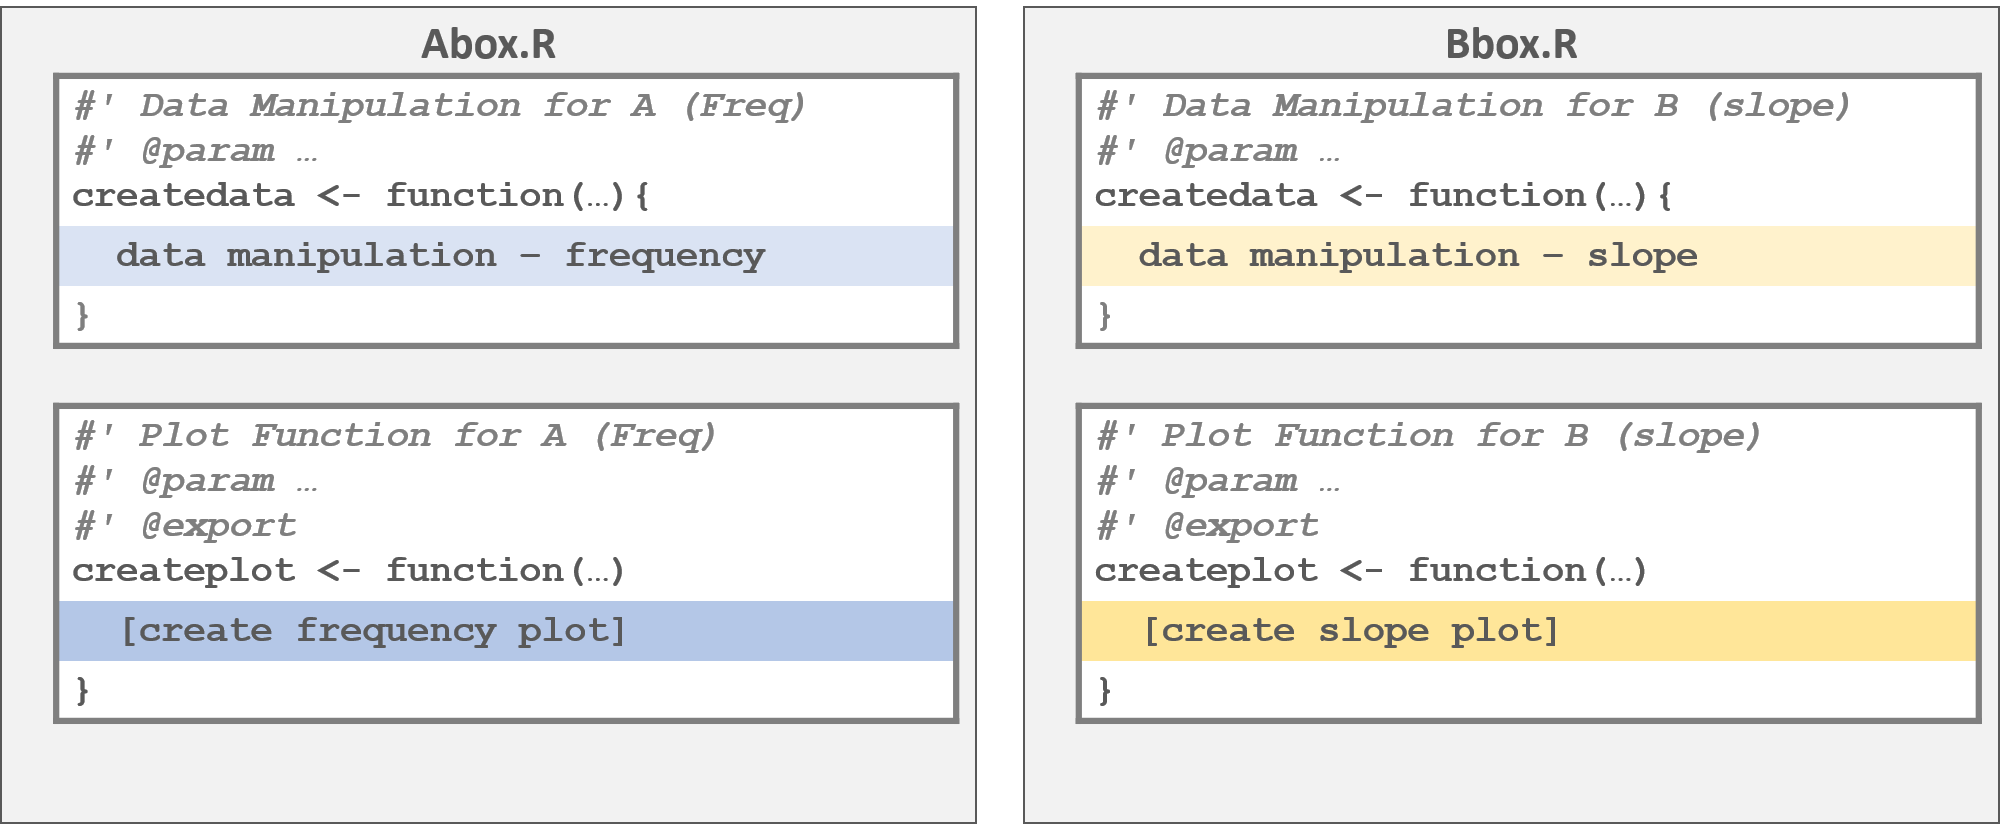 Abox.R
#' Data Manipulation for A (Freq)
#' @param …
createdata <- function(…){
data manipulation – frequency
}
#' Plot Function for A (Freq)
#' @param …
#' @export
createplot <- function(…)
[create frequency plot]
}
Bbox.R
#' Data Manipulation for B (slope)
#' @param …
createdata <- function(…){
data manipulation – slope
}
#' Plot Function for B (slope)
#' @param …
#' @export
createplot <- function(…)
[create slope plot]
}